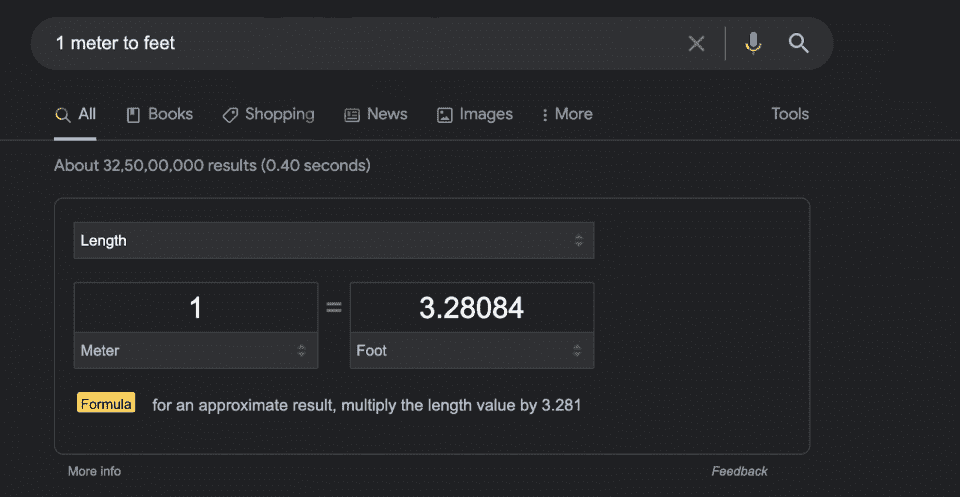 1 meter to feet
All Books Shopping News Images More Tools
About 32,50,00,000 results (0.40 seconds)
Length
1 = 3.28084
Meter Foot
Formula for an approximate result, multiply the length value by 3.281
More info Feedback